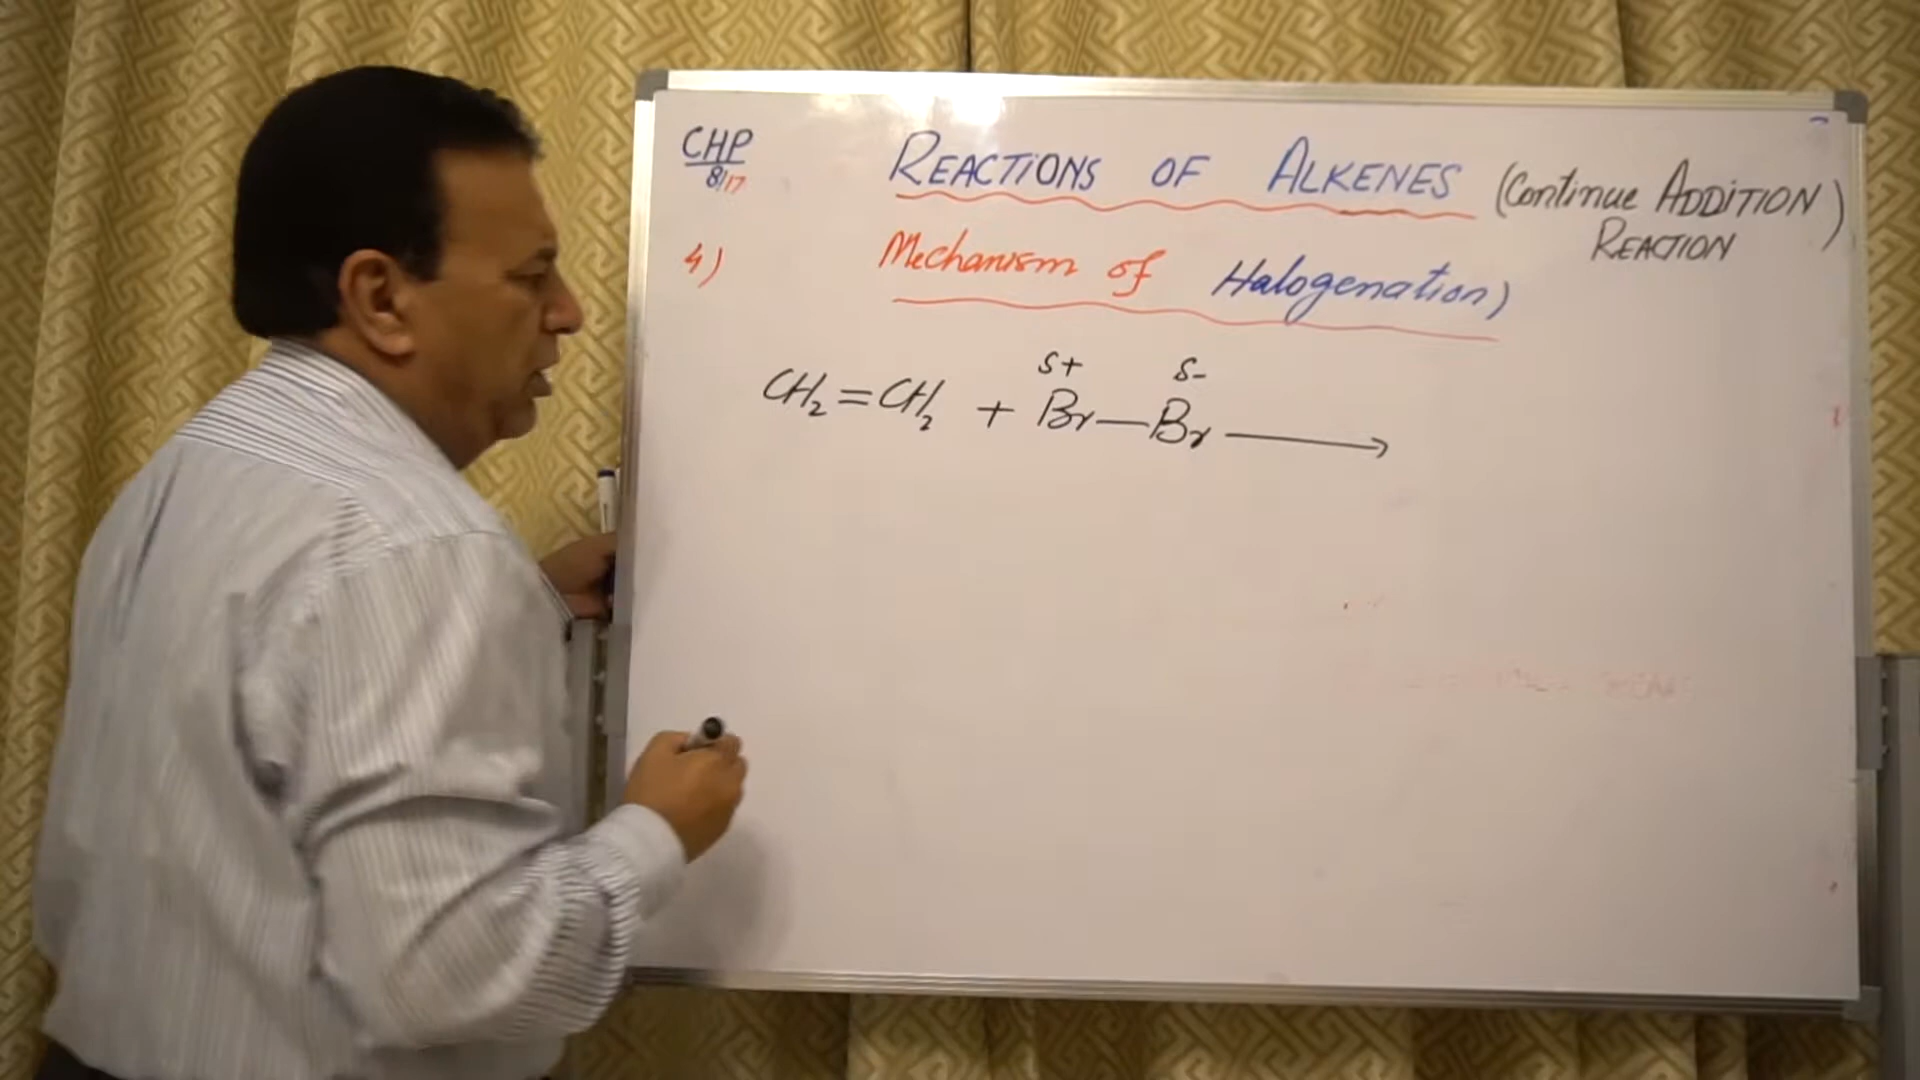 CHP
8/17
REACTIONS OF ALKENES (Continue ADDITION REACTION)
4) Mechanism of Halogenation)
δ+ δ-
CH₂=CH₂ + Br—Br ⟶